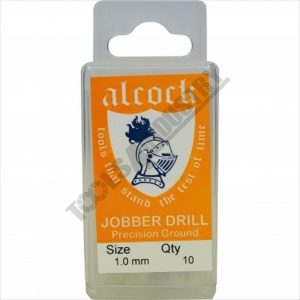 alcock
tools that stand the test of time
JOBBER DRILL
Precision Ground
Size Qty
1.0 mm 10